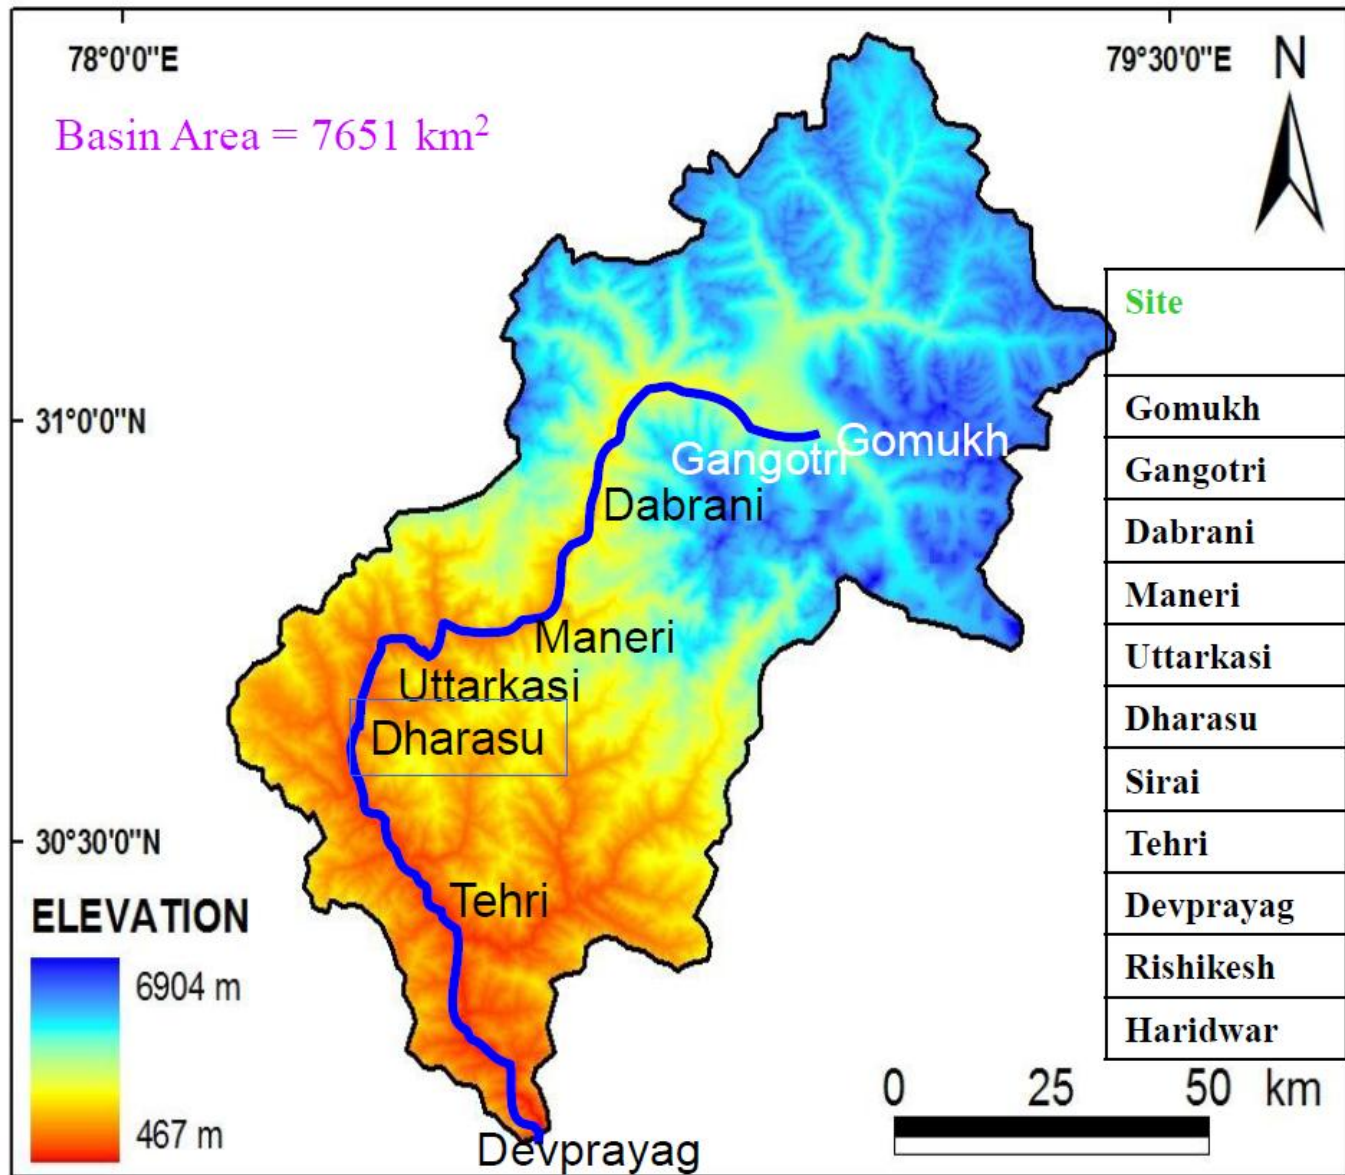 78°0'0"E
79°30'0"E
N
Basin Area = 7651 km²
Site
Gomukh
Gangotri
Dabrani
Maneri
Uttarkasi
Dharasu
Sirai
Tehri
Devprayag
Rishikesh
Haridwar
31°0'0"N
Gomukh
Gangotri
Dabrani
Maneri
Uttarkasi
Dharasu
30°30'0"N
Tehri
ELEVATION
6904 m
467 m
Devprayag
0 25 50 km